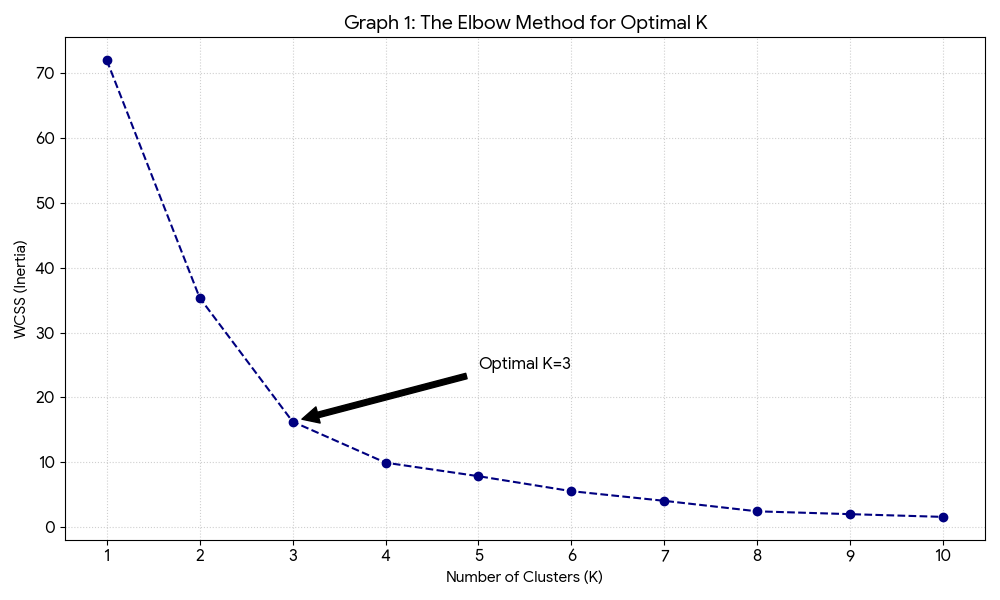 Graph 1: The Elbow Method for Optimal K
70
60
50
40
30
20
10
0
WCSS (Inertia)
Optimal K=3
1 2 3 4 5 6 7 8 9 10
Number of Clusters (K)